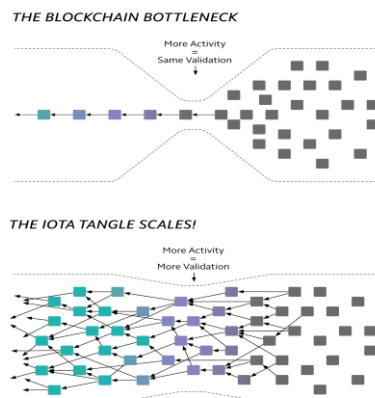 THE BLOCKCHAIN BOTTLENECK
More Activity
=
Same Validation
THE IOTA TANGLE SCALES!
More Activity
=
More Validation